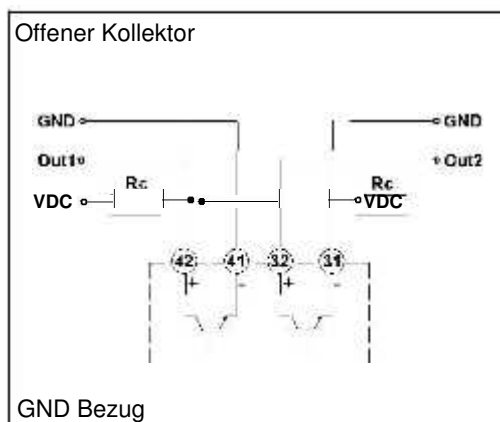 Offener Kollektor
GND GND
Out1 Out2
Rc Rc
VDC VDC
42 41 32 31
+ - + -
GND Bezug